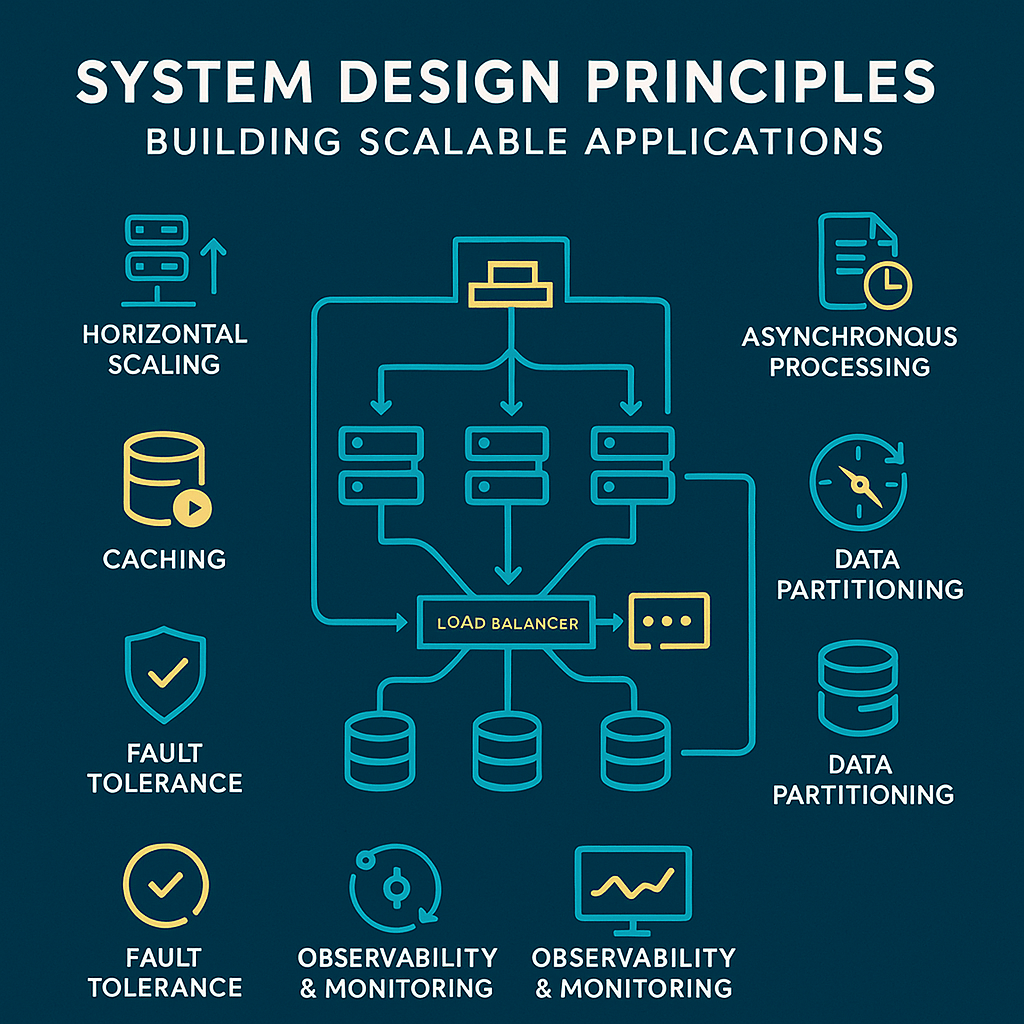 SYSTEM DESIGN PRINCIPLES
BUILDING SCALABLE APPLICATIONS
HORIZONTAL
SCALING
ASYNCHRONQUS
PROCESSING
CACHING
DATA
PARTITIONING
LOAD BALANCER
FAULT
TOLERANCE
DATA
PARTITIONING
FAULT
TOLERANCE
OBSERVABILITY
& MONITORING
OBSERVABILITY
& MONITORING